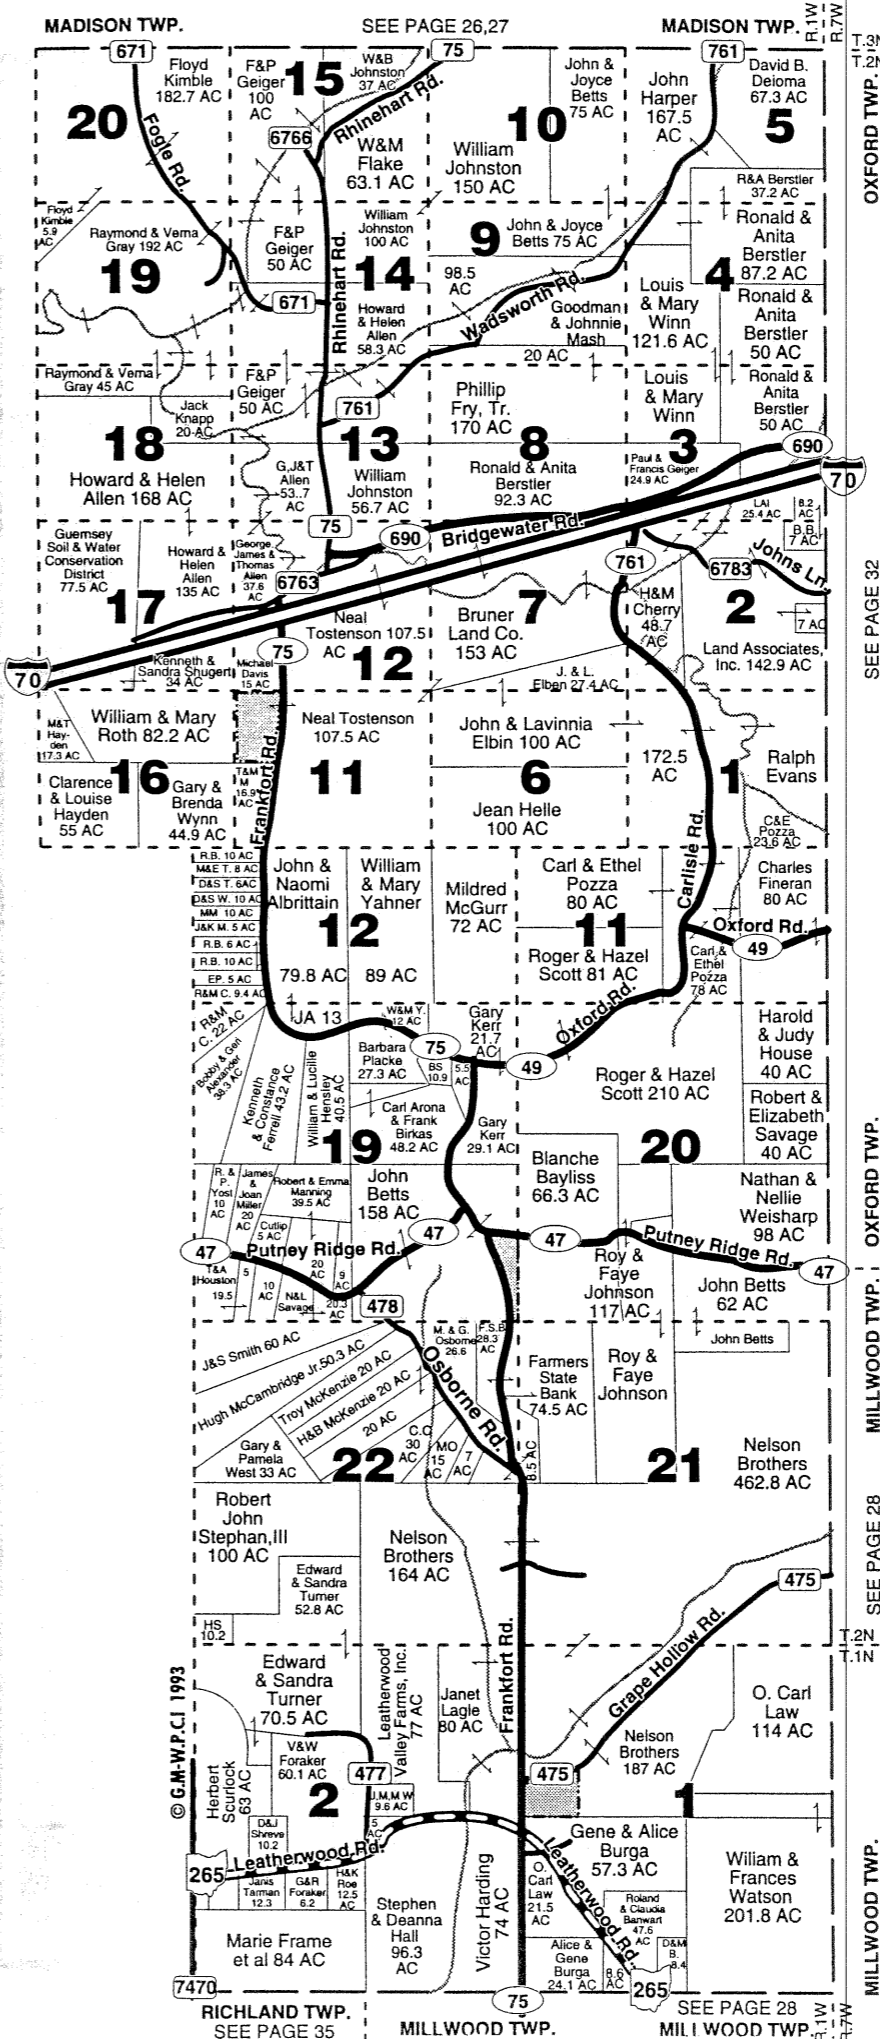 MADISON TWP.
SEE PAGE 26,27
MADISON TWP.
R.1W
R.7W
T.3N
T.2N
671
75
761
Floyd
Kimble
182.7 AC
20
Fogle Rd.
F&P
Geiger
100
AC
15
W&B
Johnston
37 AC
Rhinehart Rd.
6766
W&M
Flake
63.1 AC
John &
Joyce
Betts
75 AC
10
William
Johnston
150 AC
John
Harper
167.5
AC
David B.
Deioma
67.3 AC
5
R&A Berstler
37.2 AC
OXFORD TWP.
Floyd
Kimble
5.9
AC
Raymond & Verna
Gray 192 AC
19
F&P
Geiger
50 AC
671
William
Johnston
100 AC
14
Rhinehart Rd.
Howard
& Helen
Allen
58.3 AC
9
John & Joyce
Betts 75 AC
98.5
AC
Wadsworth Rd.
Goodman
& Johnnie
Mash
20 AC
Ronald &
Anita
Berstler
87.2 AC
4
Louis
& Mary
Winn
121.6 AC
Ronald &
Anita
Berstler
50 AC
Raymond & Verna
Gray 45 AC
Jack
Knapp
20 AC
18
Howard & Helen
Allen 168 AC
F&P
Geiger
50 AC
761
13
G,J&T
Allen
53..7
AC
William
Johnston
56.7 AC
Phillip
Fry, Tr.
170 AC
8
Ronald & Anita
Berstler
92.3 AC
Louis
& Mary
Winn
3
Paul &
Francis Geiger
24.9 AC
Ronald &
Anita
Berstler
50 AC
690
70
LAI
25.4 AC
8.2
AC
B.B.
7 AC
75
690
Bridgewater Rd.
Guernsey
Soil & Water
Conservation
District
77.5 AC
17
Howard &
Helen
Allen
135 AC
George,
James &
Thomas
Allen
37.6
AC
6763
Neal
Tostenson 107.5
AC
12
7
Bruner
Land Co.
153 AC
J. & L.
Elben 27.4 AC
761
H&M
Cherry
48.7
AC
6783
Johns Ln.
2
7 AC
Land Associates,
Inc. 142.9 AC
SEE PAGE 32
70
Kenneth &
Sandra Shugert
34 AC
Michael
Davis
15 AC
75
M&T
Hay-
den
17.3 AC
William & Mary
Roth 82.2 AC
16
Clarence
& Louise
Hayden
55 AC
Gary &
Brenda
Wynn
44.9 AC
T&M
M
16.9
AC
Frankfort Rd.
Neal Tostenson
107.5 AC
11
John & Lavinnia
Elbin 100 AC
6
Jean Helle
100 AC
172.5
AC
1
Ralph
Evans
C&E
Pozza
23.6 AC
Carlisle Rd.
R.B. 10 AC
M&E T. 8 AC
D&S T. 6AC
D&S W. 10 AC
MM 10 AC
J&K M. 5 AC
R.B. 6 AC
R.B. 10 AC
EP. 5 AC
R&M C. 9.4 AC
John &
Naomi
Albrittain
12
79.8 AC
William
& Mary
Yahner
89 AC
Mildred
McGurr
72 AC
Carl & Ethel
Pozza
80 AC
11
Roger & Hazel
Scott 81 AC
Charles
Fineran
80 AC
Oxford Rd.
49
Carl &
Ethel
Pozza
78 AC
R&M
C. 22 AC
JA 13
W&M Y.
12 AC
75
Gary
Kerr
21.7
AC
49
Oxford Rd.
Bobby & Geri
Alexander
38.3 AC
Kenneth
& Constance
Ferrell 43.2 AC
William & Lucille
Hensley
40.5 AC
Barbara
Placke
27.3 AC
BS
10.9
5.5
AC
Carl Arona
& Frank
Birkas
48.2 AC
19
Gary
Kerr
29.1 AC
Roger & Hazel
Scott 210 AC
20
Harold
& Judy
House
40 AC
Robert &
Elizabeth
Savage
40 AC
OXFORD TWP.
R. &
P.
Yost
10
AC
James
&
Joan
Miller
20
AC
Robert & Emma
Manning
39.5 AC
Cutlip
5 AC
John
Betts
158 AC
Blanche
Bayliss
66.3 AC
Nathan &
Nellie
Weisharp
98 AC
47
Putney Ridge Rd.
47
47
Putney Ridge Rd.
47
T&A
Houston
19.5
5
10
AC
20
AC
N&L
Savage
9
AC
20.3
AC
478
Roy &
Faye
Johnson
117 AC
John Betts
62 AC
MILLWOOD TWP.
J&S Smith 60 AC
Hugh McCambridge Jr.50.3 AC
Troy McKenzie 20 AC
H&B McKenzie 20 AC
20 AC
Gary &
Pamela
West 33 AC
22
C.C
30
AC
MO
15
AC
7
AC
M. & G.
Osborne
26.6
F.S.B
28.3
AC
Osborne Rd.
8.5 AC
Farmers
State
Bank
74.5 AC
Roy &
Faye
Johnson
John Betts
21
Nelson
Brothers
462.8 AC
Robert
John
Stephan,III
100 AC
Edward
& Sandra
Turner
52.8 AC
HS
10.2
Nelson
Brothers
164 AC
475
SEE PAGE 28
T.2N
T.1N
© G.M-W.P.C.I 1993
Edward
& Sandra
Turner
70.5 AC
Leatherwood
Valley Farms, Inc.
77 AC
Janet
Lagle
80 AC
Frankfort Rd.
Grape Hollow Rd.
O. Carl
Law
114 AC
Nelson
Brothers
187 AC
Herbert
Scurlock
63 AC
V&W
Foraker
60.1 AC
2
477
J.M,M W
9.6 AC
5
AC
475
1
D&J
Shreve
10.2
265
Leatherwood Rd.
Janis
Tarman
12.3
G&R
Foraker
6.2
H&K
Roe
12.5
AC
Marie Frame
et al 84 AC
Stephen
& Deanna
Hall
96.3
AC
Victor Harding
74 AC
Gene & Alice
Burga
57.3 AC
O.
Carl
Law
21.5
AC
Leatherwood Rd.
Roland
& Claudia
Banwart
47.6
AC
D&M
B.
8.4
Alice &
Gene
Burga
24.1 AC
8.6
AC
265
Wiliam &
Frances
Watson
201.8 AC
MILLWOOD TWP.
7470
75
RICHLAND TWP.
SEE PAGE 35
MILLWOOD TWP.
SEE PAGE 28
MILLWOOD TWP.
R.1W
R.7W